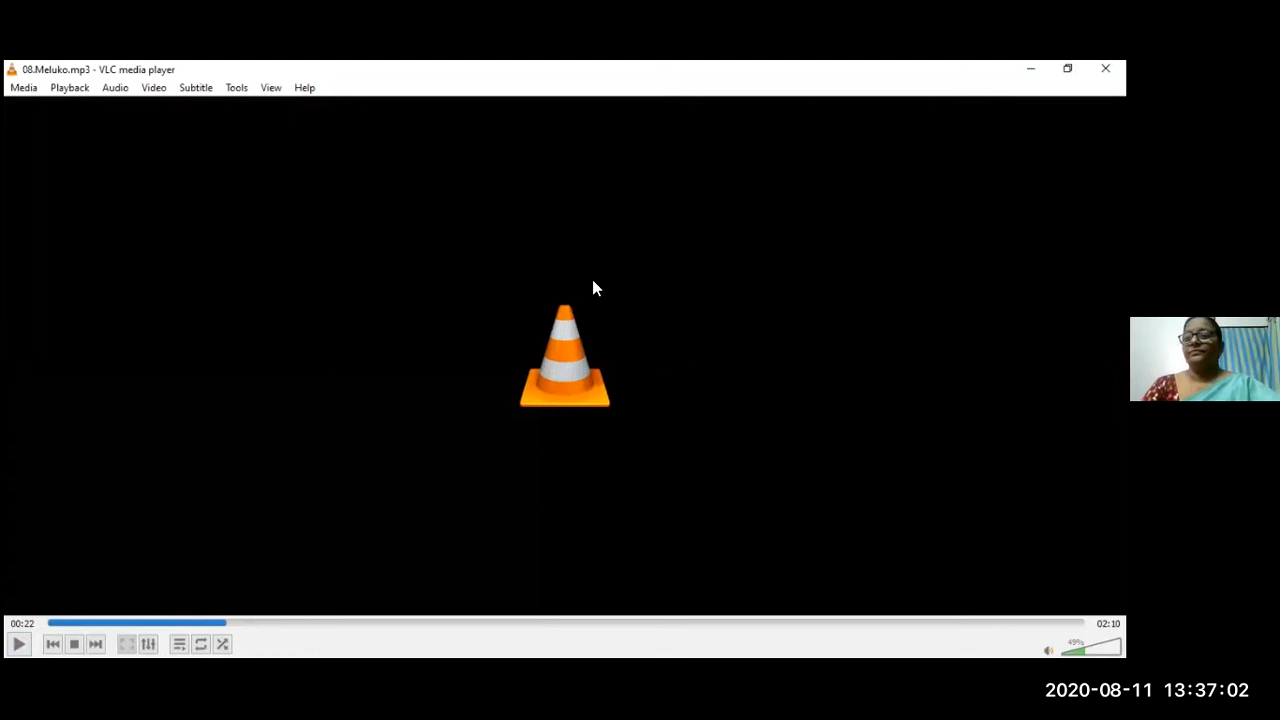 08.Meluko.mp3 - VLC media player
Media Playback Audio Video Subtitle Tools View Help
00:22
02:10
49%
2020-08-11 13:37:02